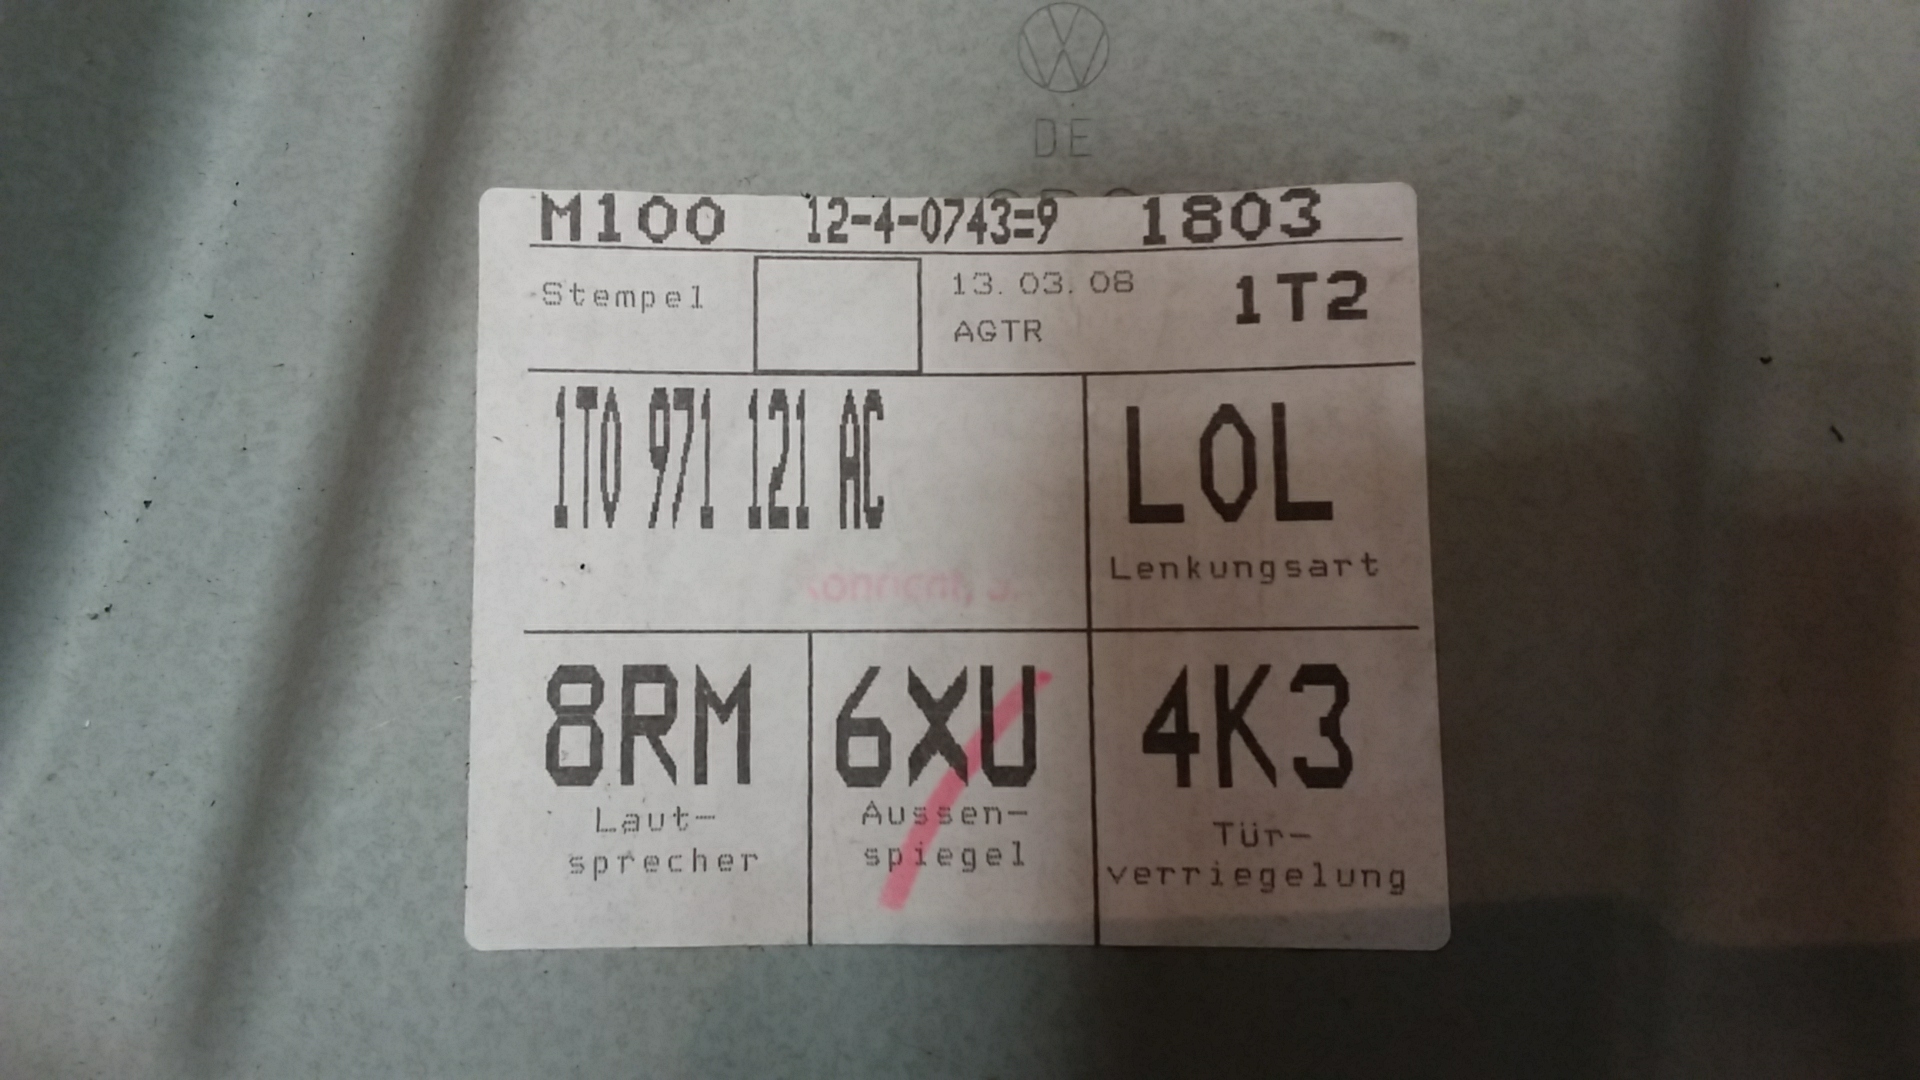 DE
M100 12-4-0743=9 1803
Stempel
13.03.08
AGTR
1T2
1T0 971 121 AC
L0L
Lenkungsart
8RM
Laut-
sprecher
6XU
Aussen-
spiegel
4K3
Tür-
verriegelung